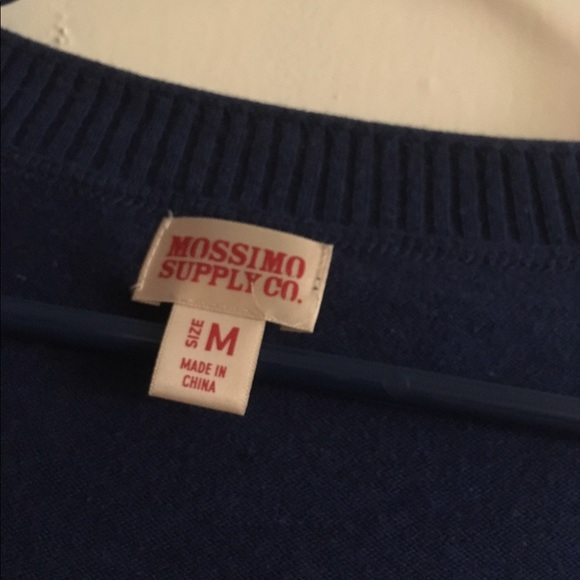 MOSSIMO
SUPPLY CO.
SIZE M
MADE IN
CHINA